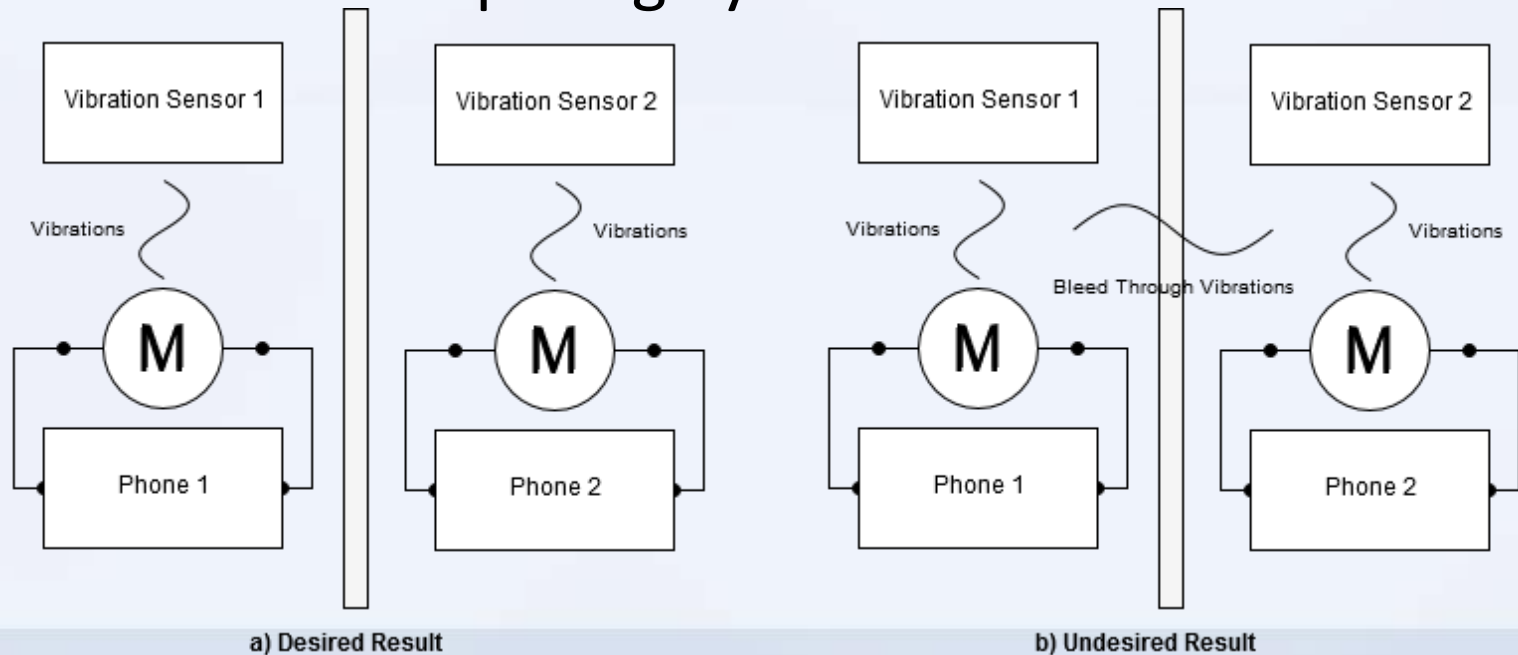 Vibration Sensor 1
Vibration Sensor 2
Vibrations
Vibrations
M
M
Phone 1
Phone 2
a) Desired Result
Vibration Sensor 1
Vibration Sensor 2
Vibrations
Vibrations
Bleed Through Vibrations
M
M
Phone 1
Phone 2
b) Undesired Result